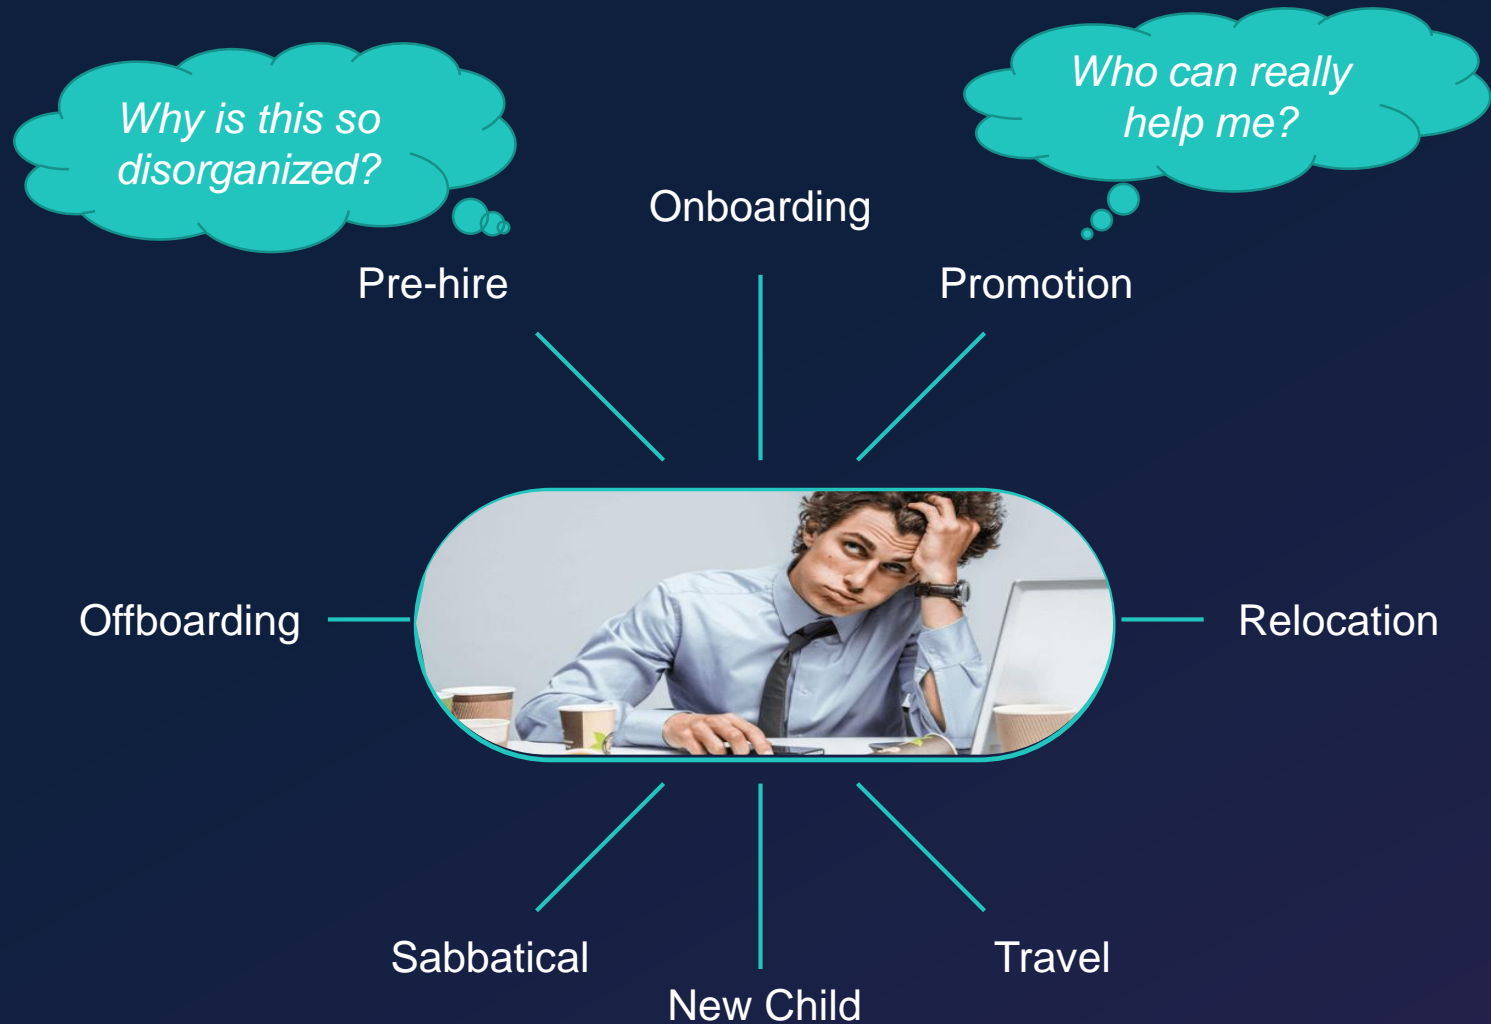 Why is this so
disorganized?
Who can really
help me?
Onboarding
Pre-hire
Promotion
Offboarding
Relocation
Sabbatical
Travel
New Child